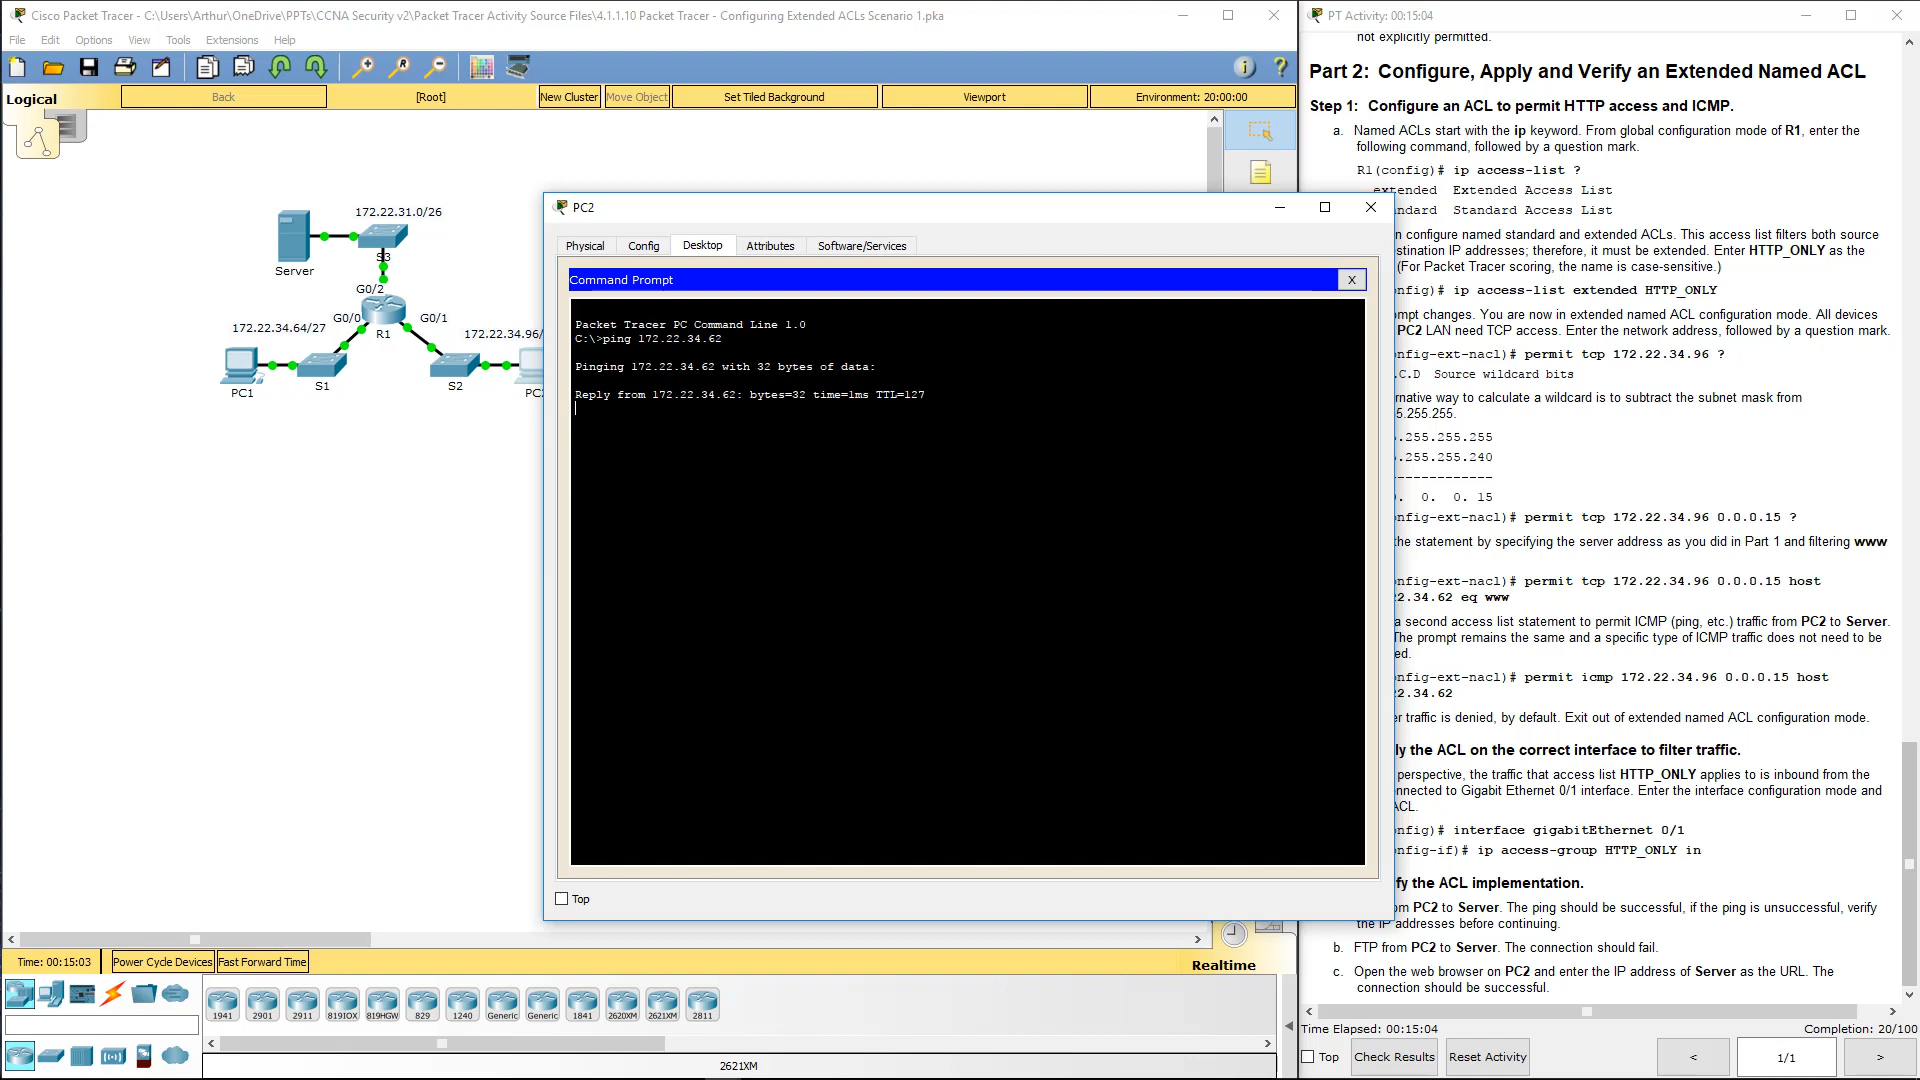 Cisco Packet Tracer - C:\Users\Arthur\OneDrive\PPTs\CCNA Security v2\Packet Tracer Activity Source Files\4.1.1.10 Packet Tracer - Configuring Extended ACLs Scenario 1.pka
File Edit Options View Tools Extensions Help
Logical
Back
[Root]
New Cluster
Move Object
Set Tiled Background
Viewport
Environment: 20:00:00
172.22.31.0/26
Server
S3
G0/2
G0/0
G0/1
R1
172.22.34.64/27
172.22.34.96/
S1
S2
PC1
PC
PC2
Physical
Config
Desktop
Attributes
Software/Services
Command Prompt
X
Packet Tracer PC Command Line 1.0
C:\>ping 172.22.34.62
Pinging 172.22.34.62 with 32 bytes of data:
Reply from 172.22.34.62: bytes=32 time=1ms TTL=127
Top
Time: 00:15:03
Power Cycle Devices
Fast Forward Time
Realtime
1941
2901
2911
819IOX
819HGW
829
1240
Generic
Generic
1841
2620XM
2621XM
2811
2621XM
PT Activity: 00:15:04
not explicitly permitted.
Part 2: Configure, Apply and Verify an Extended Named ACL
Step 1: Configure an ACL to permit HTTP access and ICMP.
a. Named ACLs start with the ip keyword. From global configuration mode of R1, enter the
following command, followed by a question mark.
R1(config)# ip access-list ?
extended Extended Access List
ndard Standard Access List
n configure named standard and extended ACLs. This access list filters both source
stination IP addresses; therefore, it must be extended. Enter HTTP_ONLY as the
(For Packet Tracer scoring, the name is case-sensitive.)
nfig)# ip access-list extended HTTP_ONLY
mpt changes. You are now in extended named ACL configuration mode. All devices
PC2 LAN need TCP access. Enter the network address, followed by a question mark.
nfig-ext-nacl)# permit tcp 172.22.34.96 ?
.C.D Source wildcard bits
rnative way to calculate a wildcard is to subtract the subnet mask from
5.255.255.
.255.255.255
.255.255.240
-------------
. 0. 0. 15
nfig-ext-nacl)# permit tcp 172.22.34.96 0.0.0.15 ?
the statement by specifying the server address as you did in Part 1 and filtering www
nfig-ext-nacl)# permit tcp 172.22.34.96 0.0.0.15 host
2.34.62 eq www
a second access list statement to permit ICMP (ping, etc.) traffic from PC2 to Server.
The prompt remains the same and a specific type of ICMP traffic does not need to be
ed.
nfig-ext-nacl)# permit icmp 172.22.34.96 0.0.0.15 host
2.34.62
r traffic is denied, by default. Exit out of extended named ACL configuration mode.
ly the ACL on the correct interface to filter traffic.
perspective, the traffic that access list HTTP_ONLY applies to is inbound from the
nnected to Gigabit Ethernet 0/1 interface. Enter the interface configuration mode and
ACL.
nfig)# interface gigabitEthernet 0/1
nfig-if)# ip access-group HTTP_ONLY in
fy the ACL implementation.
om PC2 to Server. The ping should be successful, if the ping is unsuccessful, verify
the IP addresses before continuing.
b. FTP from PC2 to Server. The connection should fail.
c. Open the web browser on PC2 and enter the IP address of Server as the URL. The
connection should be successful.
Time Elapsed: 00:15:04
Completion: 20/100
Top
Check Results
Reset Activity
<
1/1
>